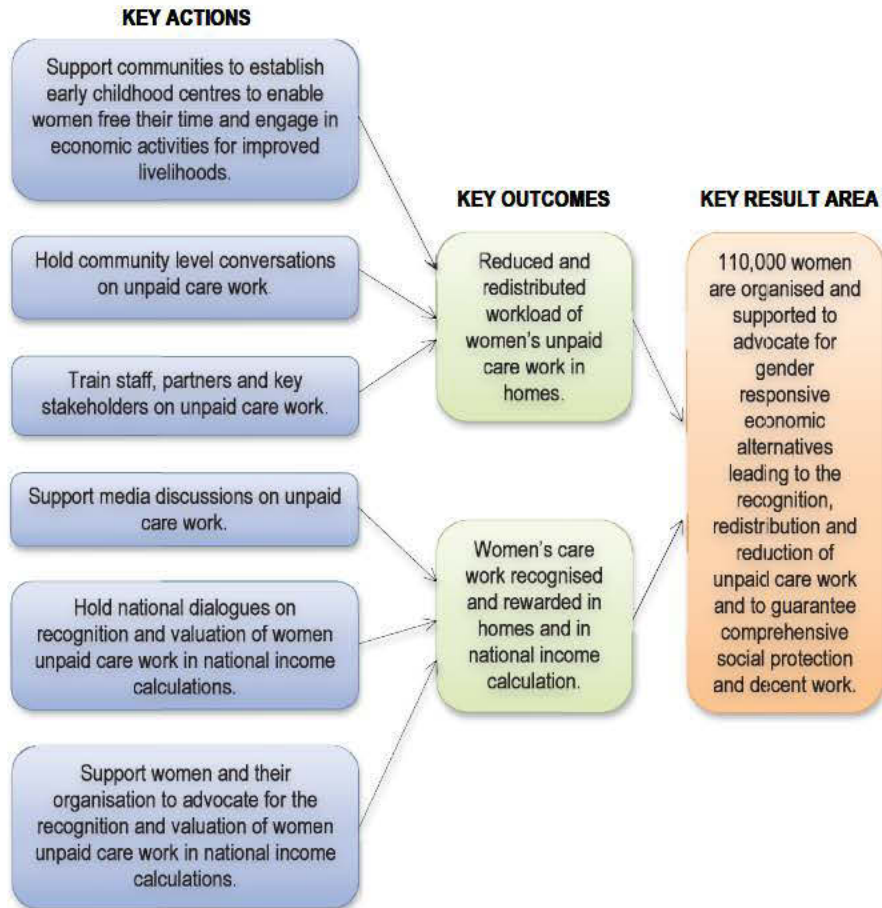 KEY ACTIONS
Support communities to establish
early childhood centres to enable
women free their time and engage in
economic activities for improved
livelihoods.
Hold community level conversations
on unpaid care work
Train staff, partners and key
stakeholders on unpaid care work.
Support media discussions on unpaid
care work.
Hold national dialogues on
recognition and valuation of women
unpaid care work in national income
calculations.
Support women and their
organisation to advocate for the
recognition and valuation of women
unpaid care work in national income
calculations.
KEY OUTCOMES
Reduced and
redistributed
workload of
women's unpaid
care work in
homes.
Women's care
work recognised
and rewarded in
homes and in
national income
calculation.
KEY RESULT AREA
110,000 women
are organised and
supported to
advocate for
gender
responsive
economic
alternatives
leading to the
recognition,
redistribution and
reduction of
unpaid care work
and to guarantee
comprehensive
social protection
and decent work.